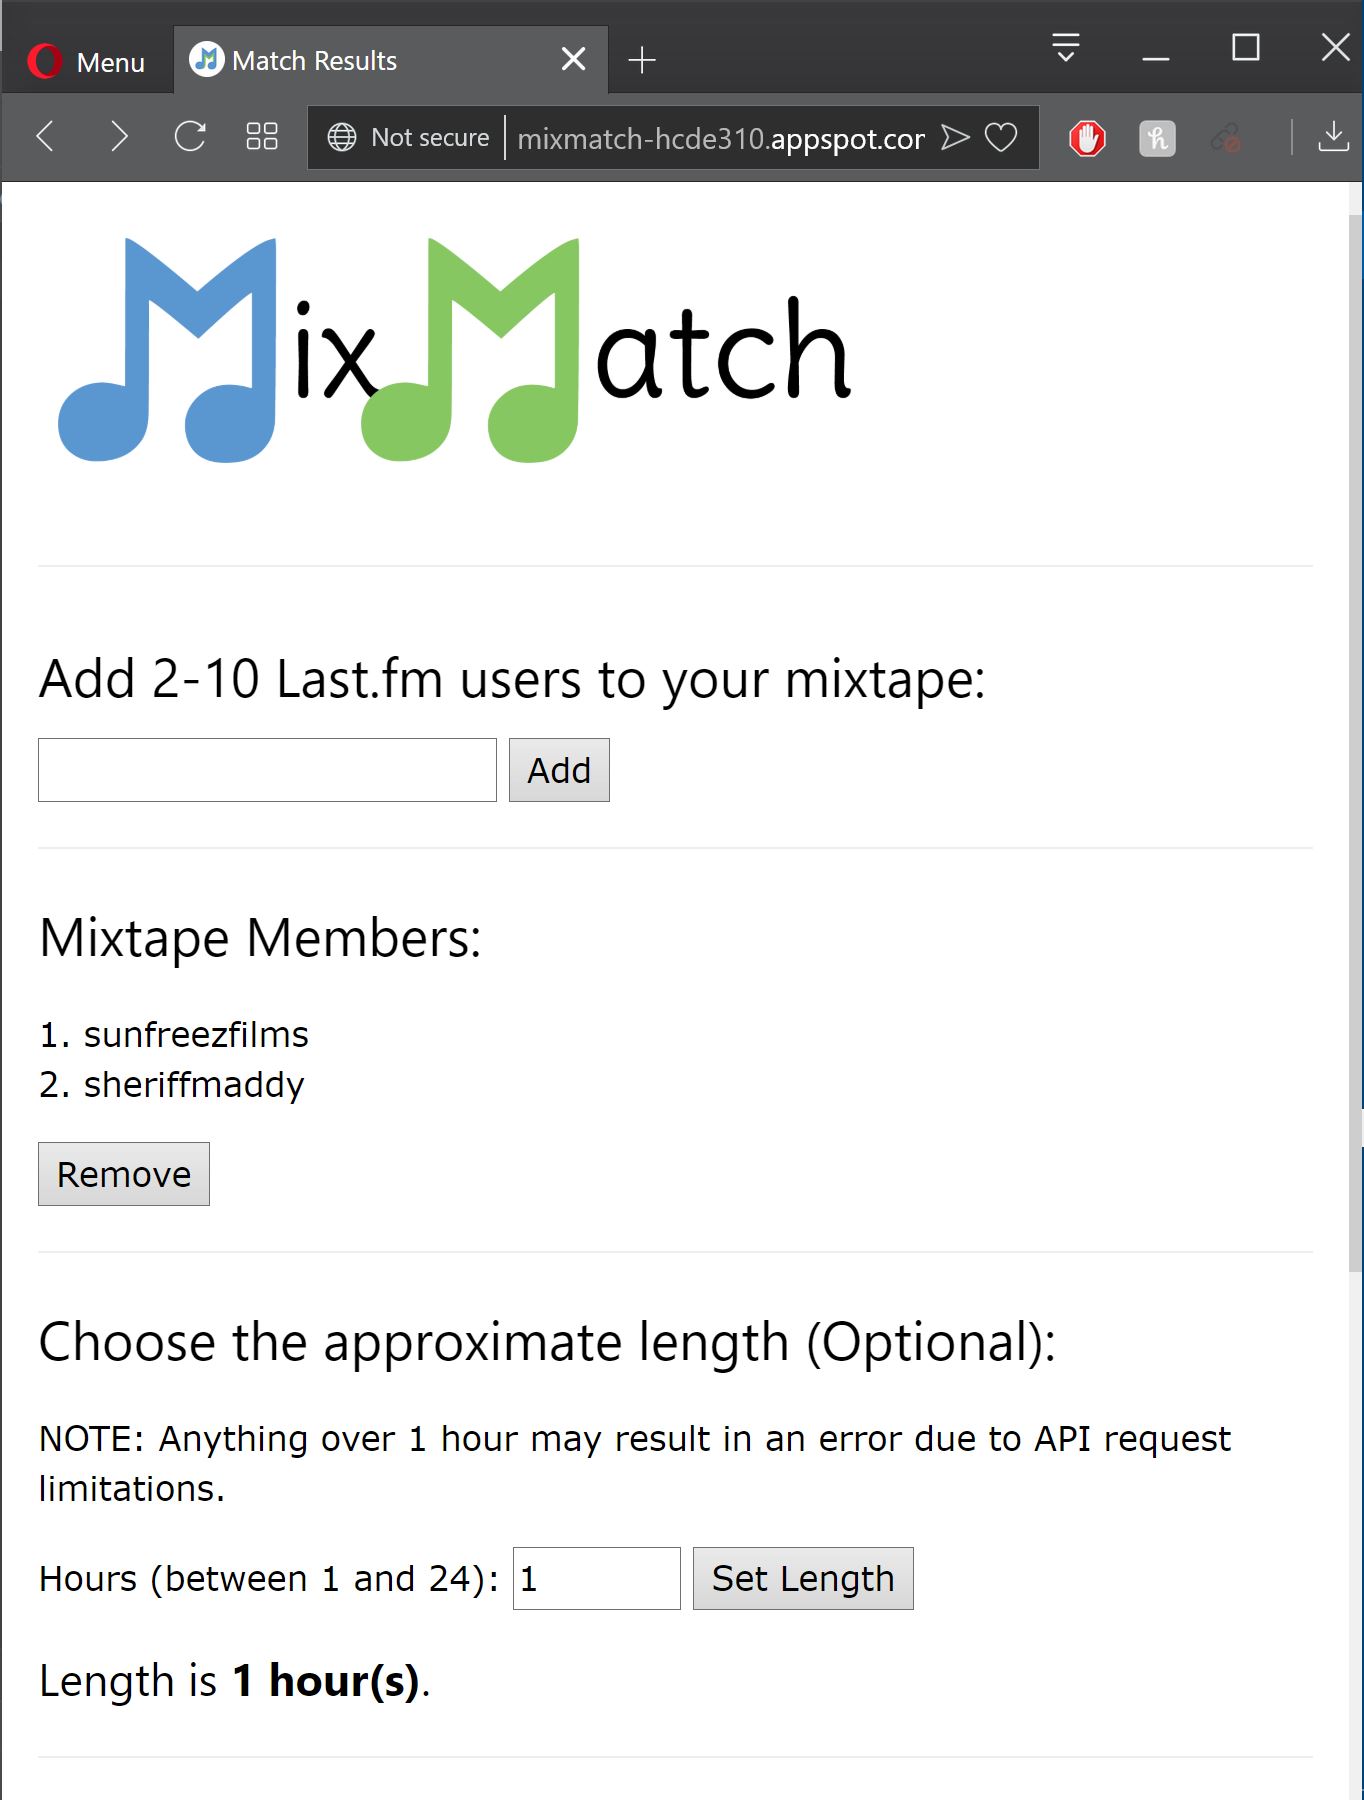 Menu
Match Results
Not secure mixmatch-hcde310.appspot.com
MixMatch
Add 2-10 Last.fm users to your mixtape:
Add
Mixtape Members:
1. sunfreezfilms
2. sheriffmaddy
Remove
Choose the approximate length (Optional):
NOTE: Anything over 1 hour may result in an error due to API request
limitations.
Hours (between 1 and 24): 1 Set Length
Length is 1 hour(s).